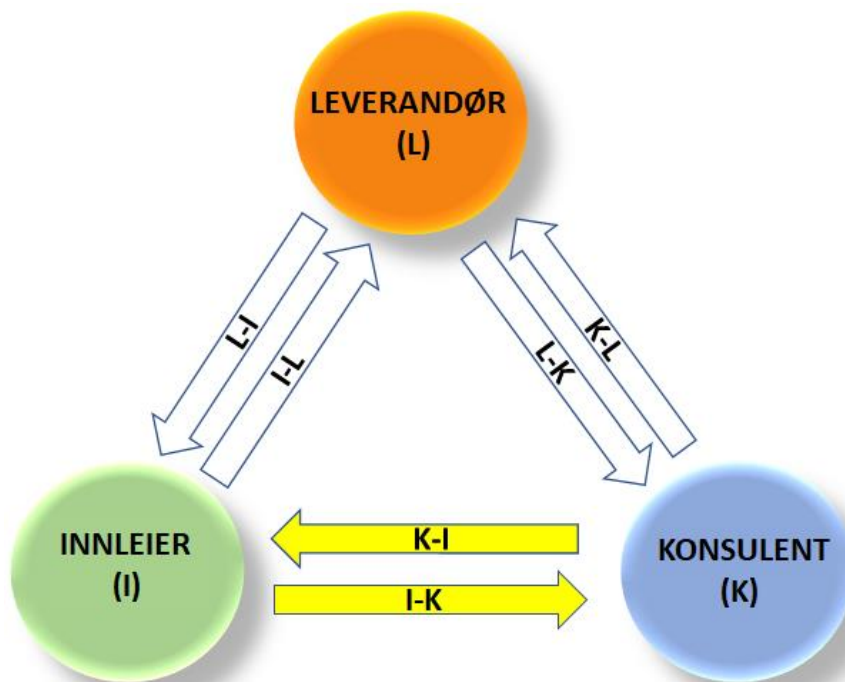 LEVERANDØR
(L)
L-I
I-L
L-K
K-L
INNLEIER
(I)
K-I
I-K
KONSULENT
(K)